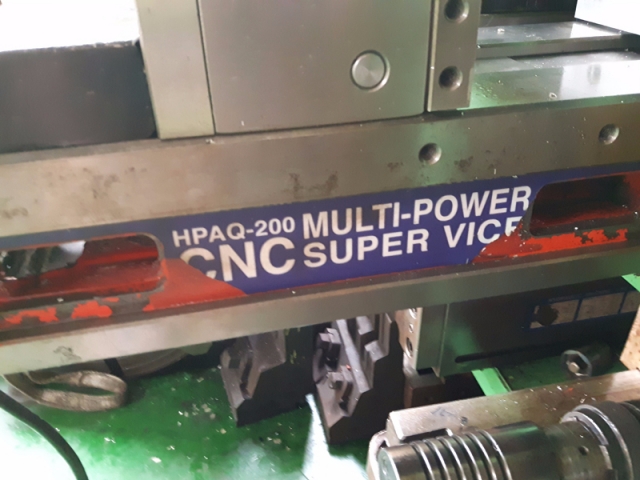 HPAQ-200 MULTI-POWER
CNC SUPER VICE